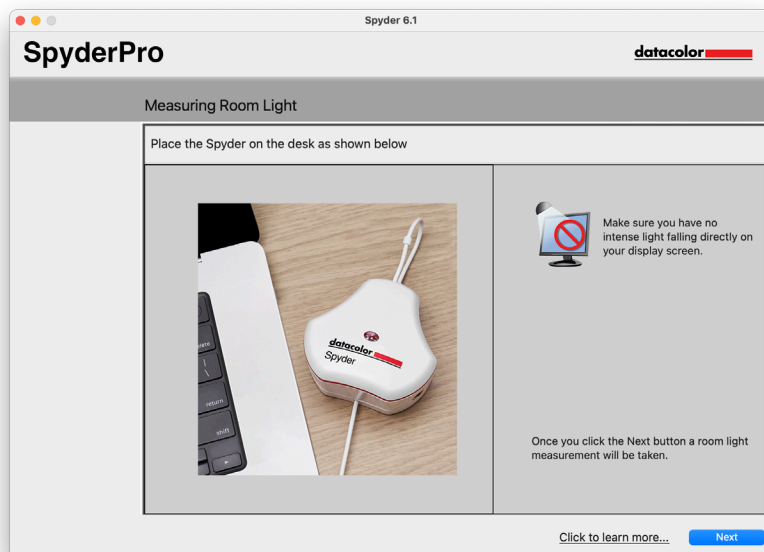 Spyder 6.1
SpyderPro
datacolor
Measuring Room Light
Place the Spyder on the desk as shown below
Make sure you have no
intense light falling directly on
your display screen.
return
shift
datacolor
Spyder
Once you click the Next button a room light
measurement will be taken.
Click to learn more...
Next